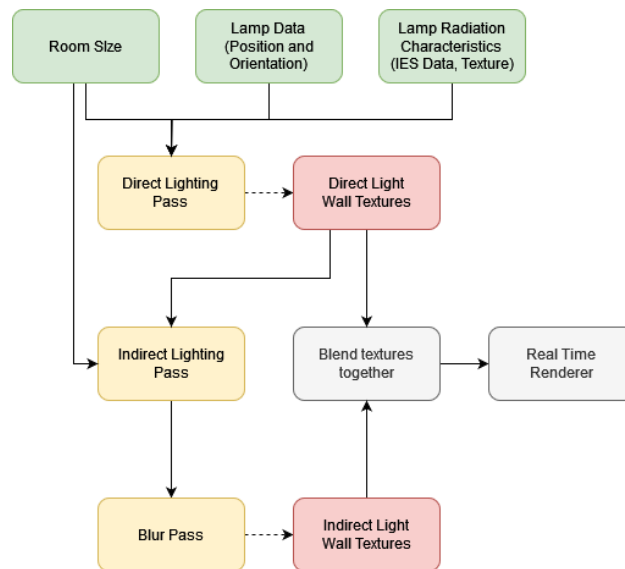 Room SIze
Lamp Data
(Position and
Orientation)
Lamp Radiation
Characteristics
(IES Data, Texture)
Direct Lighting
Pass
Direct Light
Wall Textures
Indirect Lighting
Pass
Blend textures
together
Real Time
Renderer
Blur Pass
Indirect Light
Wall Textures